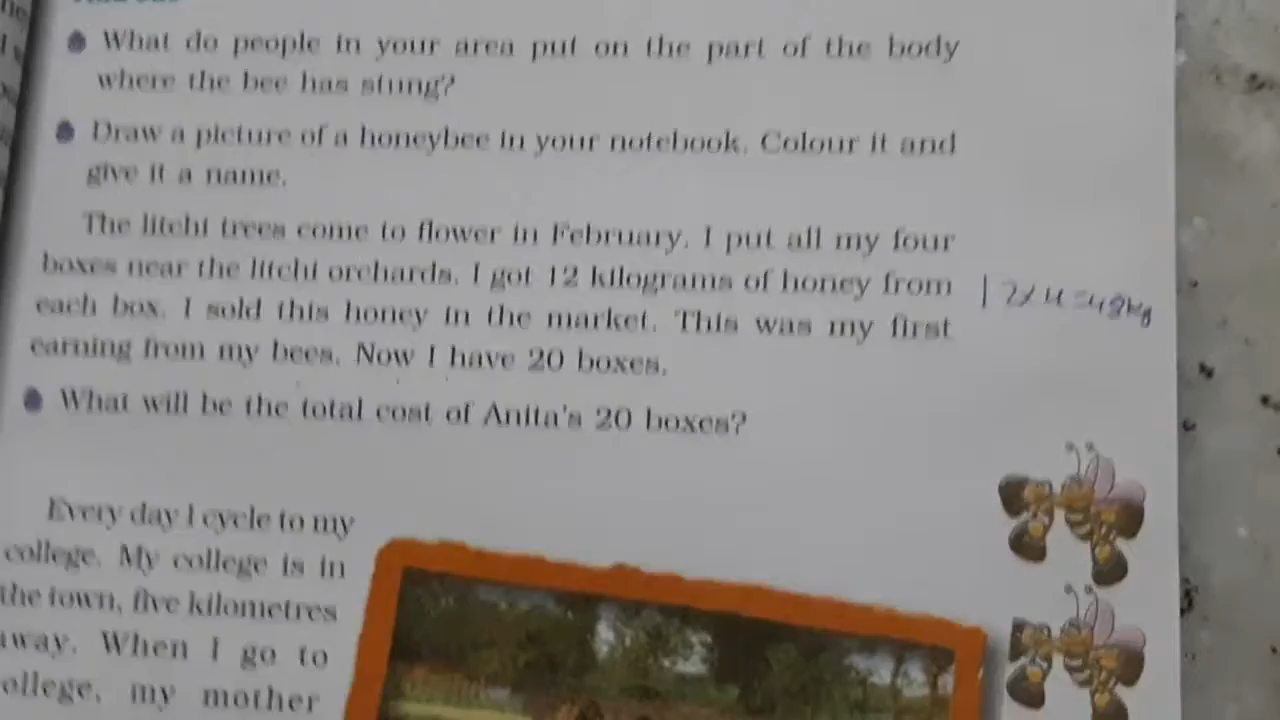 What do people in your area put on the part of the body
where the bee has stung?
Draw a picture of a honeybee in your notebook. Colour it and
give it a name.
The litchi trees come to flower in February. I put all my four
boxes near the litchi orchards. I got 12 kilograms of honey from
each box. I sold this honey in the market. This was my first
earning from my bees. Now I have 20 boxes.
12x4=48kg
What will be the total cost of Anita's 20 boxes?
Every day I cycle to my
college. My college is in
the town, five kilometres
away. When I go to
college, my mother